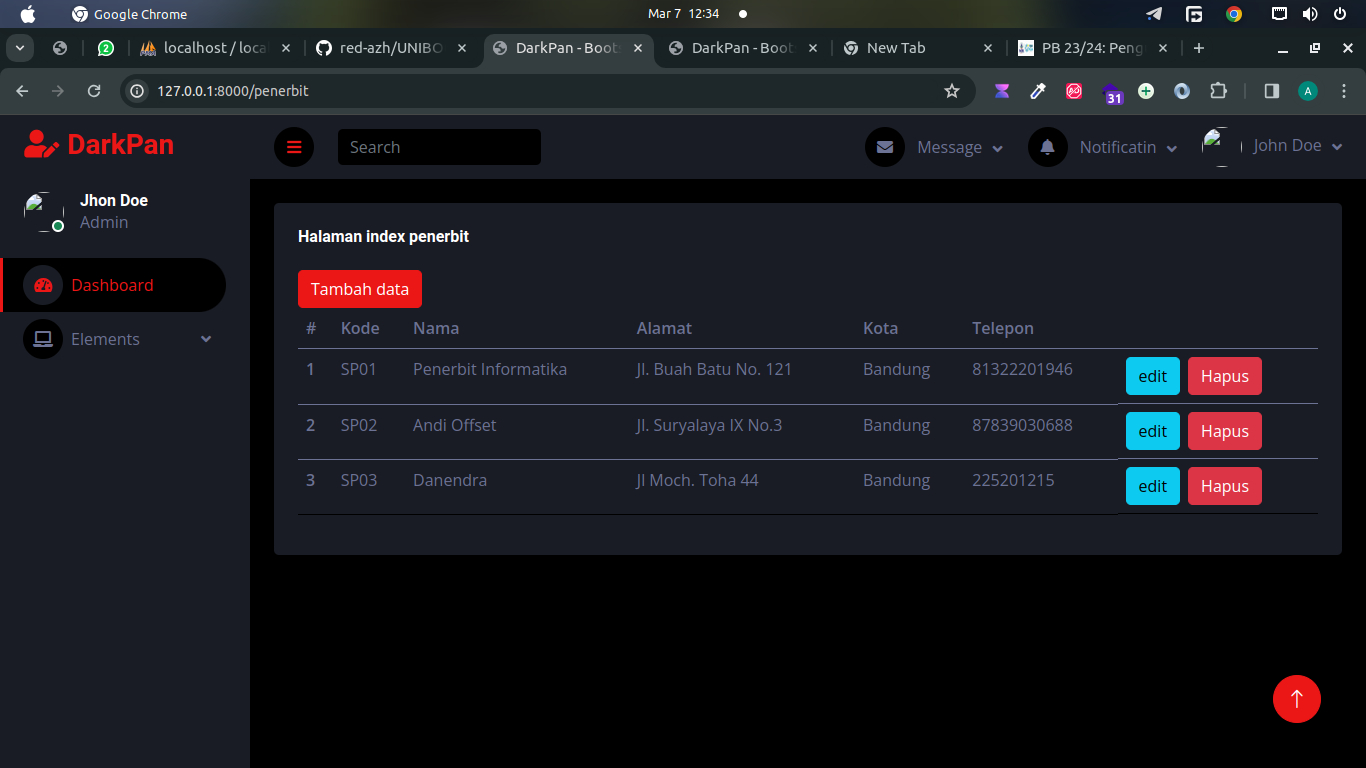 Google Chrome
Mar 7 12:34
2
localhost / loca
red-azh/UNIBO
DarkPan - Boots
DarkPan - Boots
New Tab
PB 23/24: Peng
127.0.0.1:8000/penerbit
31
A
DarkPan
Search
Message
Notificatin
John Doe
Jhon Doe
Admin
Dashboard
Elements
Halaman index penerbit
Tambah data
# Kode Nama Alamat Kota Telepon
1 SP01 Penerbit Informatika Jl. Buah Batu No. 121 Bandung 81322201946 edit Hapus
2 SP02 Andi Offset Jl. Suryalaya IX No.3 Bandung 87839030688 edit Hapus
3 SP03 Danendra Jl Moch. Toha 44 Bandung 225201215 edit Hapus